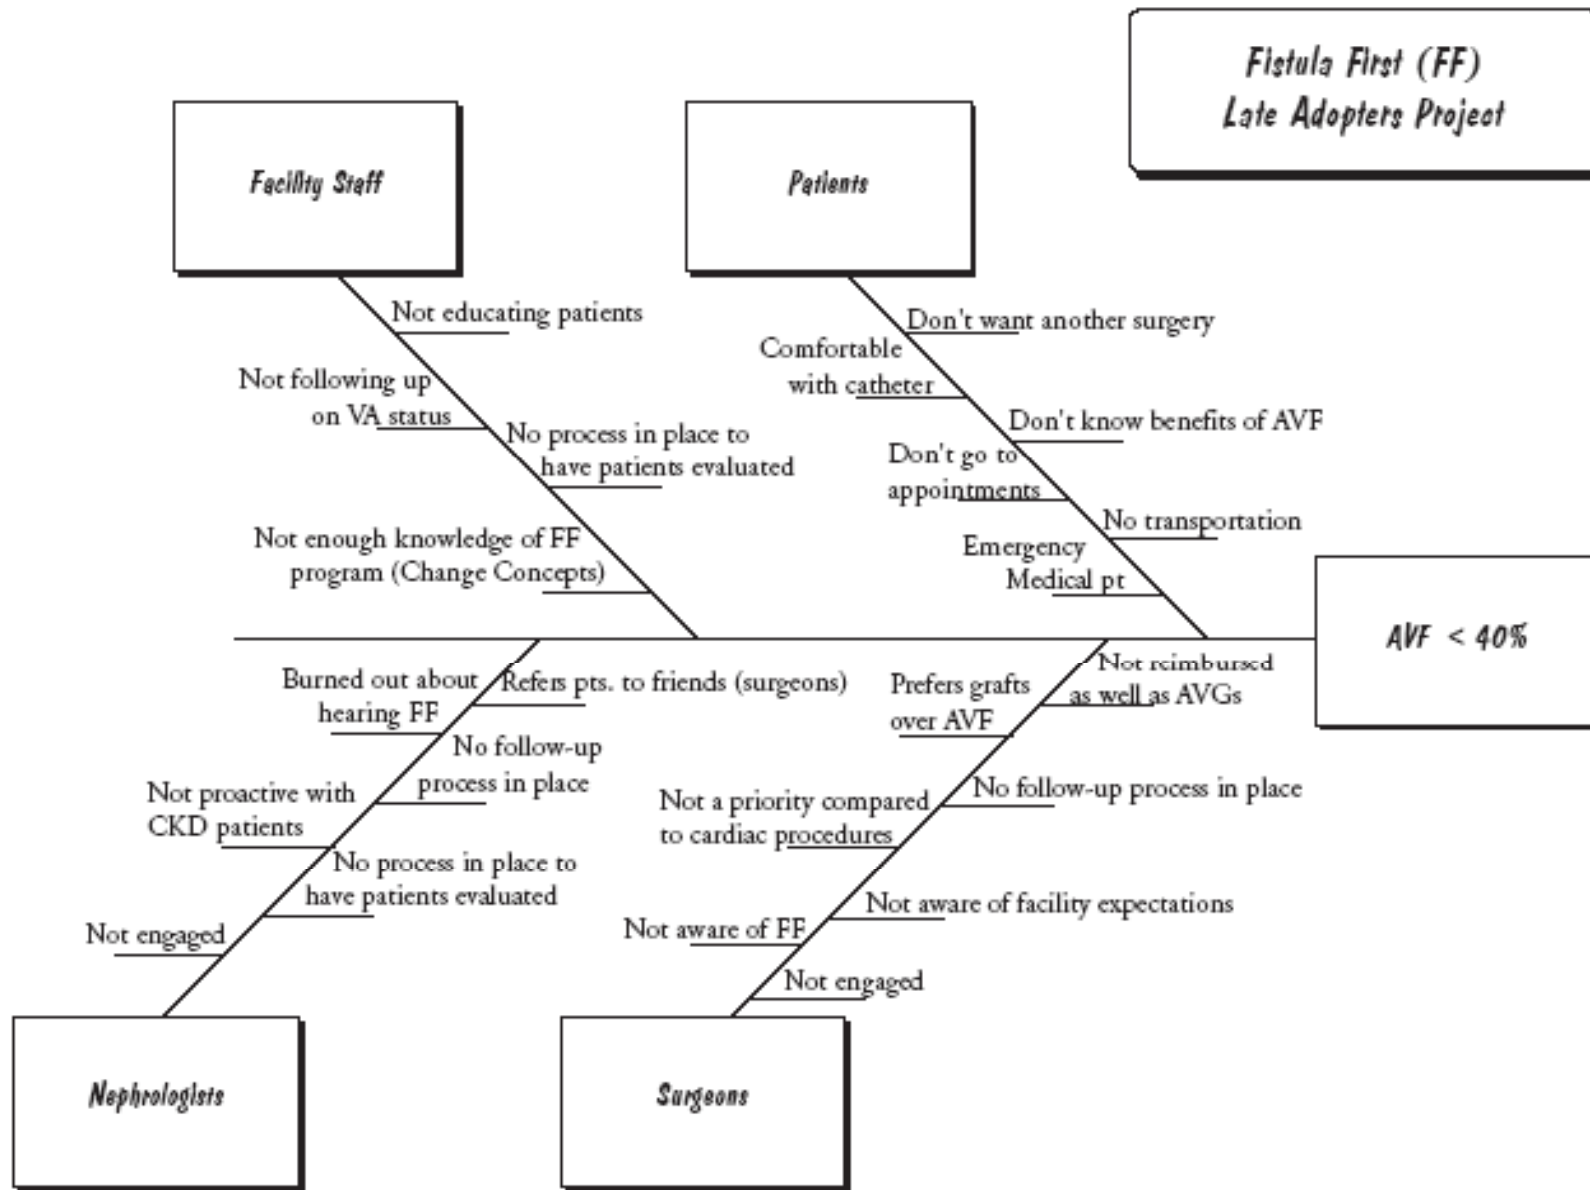 Fistula First (FF)
Late Adopters Project
Facility Staff
Patients
Not educating patients
Not following up
on VA status
No process in place to
have patients evaluated
Not enough knowledge of FF
program (Change Concepts)
Don't want another surgery
Comfortable
with catheter
Don't know benefits of AVF
Don't go to
appointments
No transportation
Emergency
Medical pt
AVF < 40%
Burned out about
hearing FF
Refers pts. to friends (surgeons)
No follow-up
process in place
Not proactive with
CKD patients
No process in place to
have patients evaluated
Not engaged
Not reimbursed
as well as AVGs
Prefers grafts
over AVF
No follow-up process in place
Not a priority compared
to cardiac procedures
Not aware of facility expectations
Not aware of FF
Not engaged
Nephrologists
Surgeons